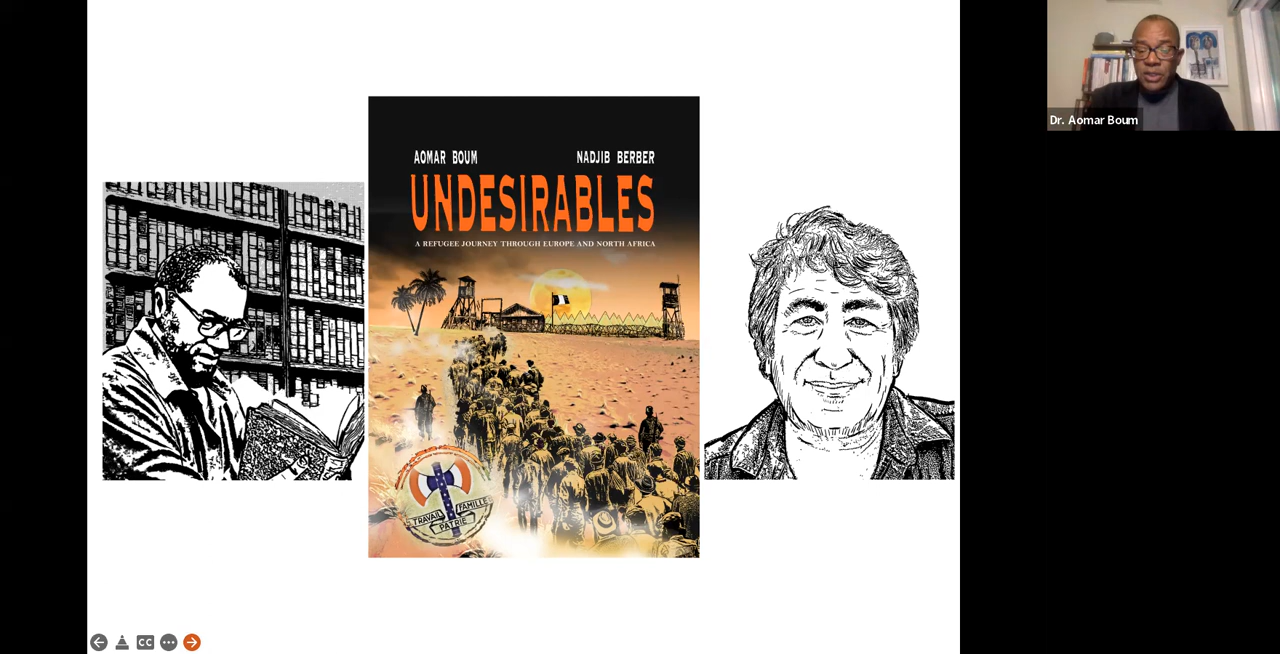 AOMAR BOUM
NADJIB BERBER
UNDESIRABLES
A REFUGEE JOURNEY THROUGH EUROPE AND NORTH AFRICA
TRAVAIL
FAMILLE
PATRIE
Dr. Aomar Boum
CC